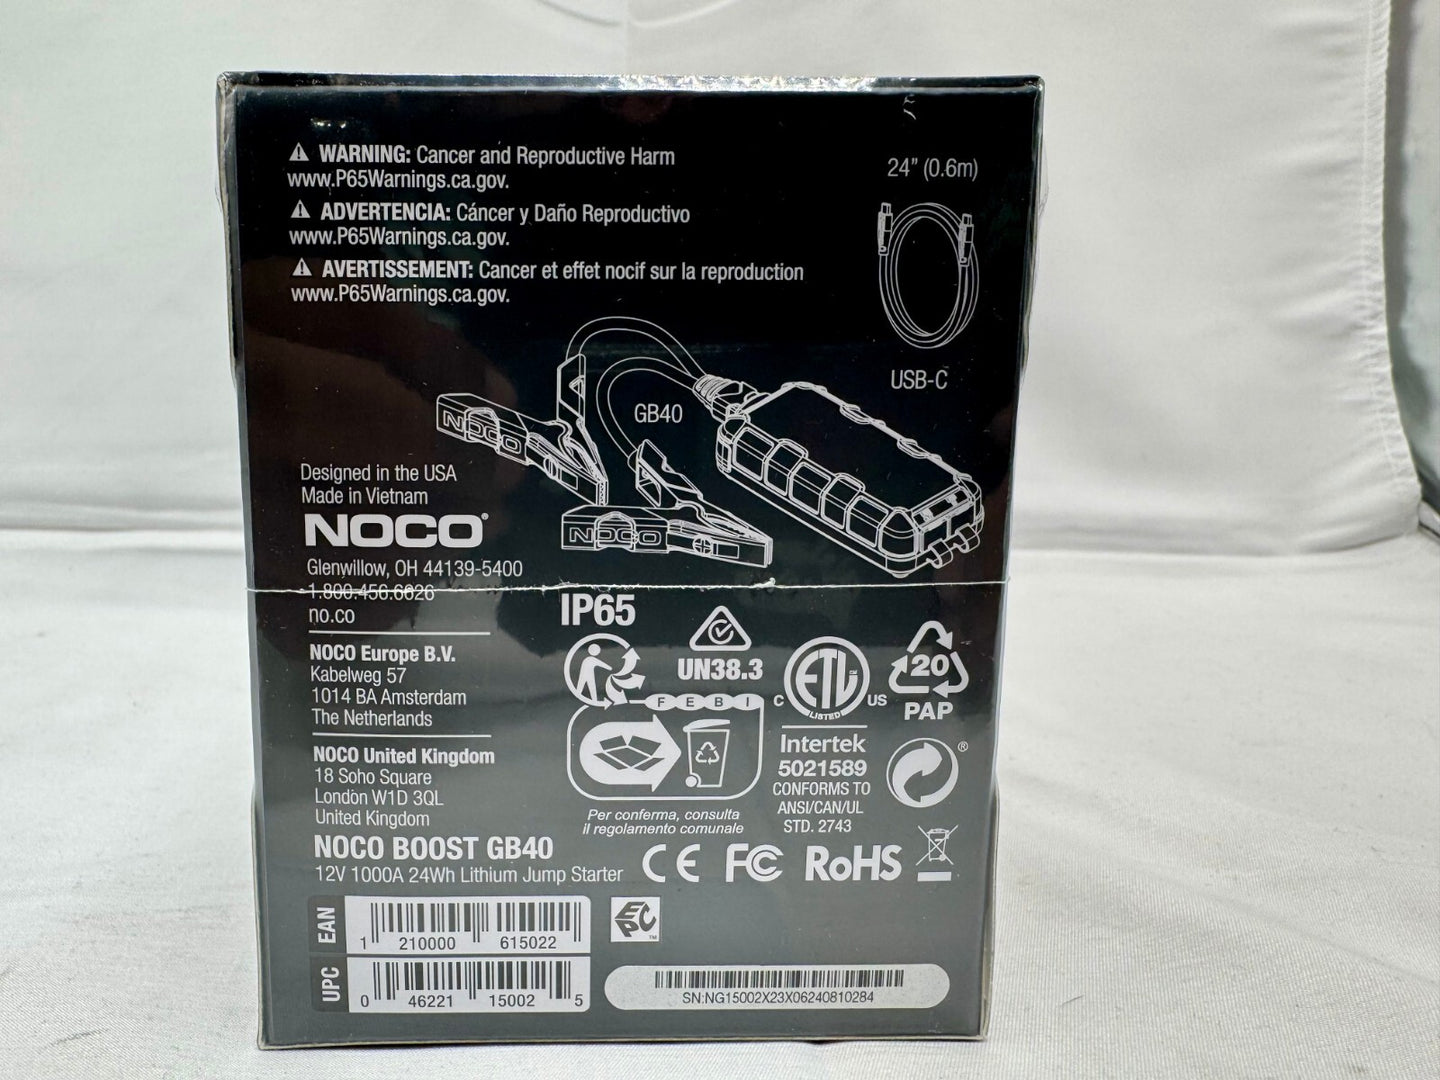 ⚠ WARNING: Cancer and Reproductive Harm
www.P65Warnings.ca.gov.
⚠ ADVERTENCIA: Cáncer y Daño Reproductivo
www.P65Warnings.ca.gov.
⚠ AVERTISSEMENT: Cancer et effet nocif sur la reproduction
www.P65Warnings.ca.gov.
24” (0.6m)
USB-C
GB40
NOCO
NOCO
Designed in the USA
Made in Vietnam
NOCO®
Glenwillow, OH 44139-5400
1.800.456.6626
no.co
NOCO Europe B.V.
Kabelweg 57
1014 BA Amsterdam
The Netherlands
NOCO United Kingdom
18 Soho Square
London W1D 3QL
United Kingdom
IP65
UN38.3
FEBI
Per conferma, consulta
il regolamento comunale
C ETL US
LISTED
Intertek
5021589
CONFORMS TO
ANSI/CAN/UL
STD. 2743
20
PAP
®
NOCO BOOST GB40
12V 1000A 24Wh Lithium Jump Starter
CE FC RoHS
EAN
1 210000 615022
EPC™
UPC
0 46221 15002 5
SN:NG15002X23X06240810284